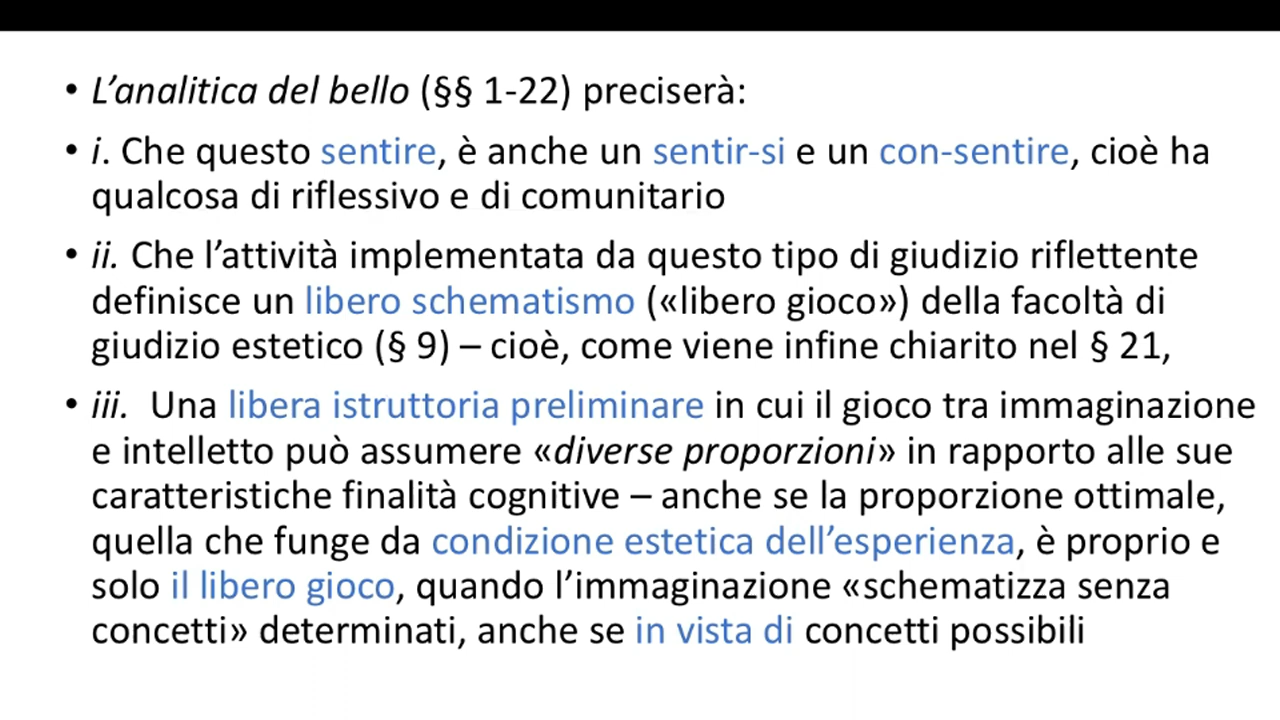 • L’analitica del bello (§§ 1-22) preciserà:
• i. Che questo sentire, è anche un sentir-si e un con-sentire, cioè ha
qualcosa di riflessivo e di comunitario
• ii. Che l’attività implementata da questo tipo di giudizio riflettente
definisce un libero schematismo («libero gioco») della facoltà di
giudizio estetico (§ 9) – cioè, come viene infine chiarito nel § 21,
• iii.  Una libera istruttoria preliminare in cui il gioco tra immaginazione
e intelletto può assumere «diverse proporzioni» in rapporto alle sue
caratteristiche finalità cognitive – anche se la proporzione ottimale,
quella che funge da condizione estetica dell’esperienza, è proprio e
solo il libero gioco, quando l’immaginazione «schematizza senza
concetti» determinati, anche se in vista di concetti possibili